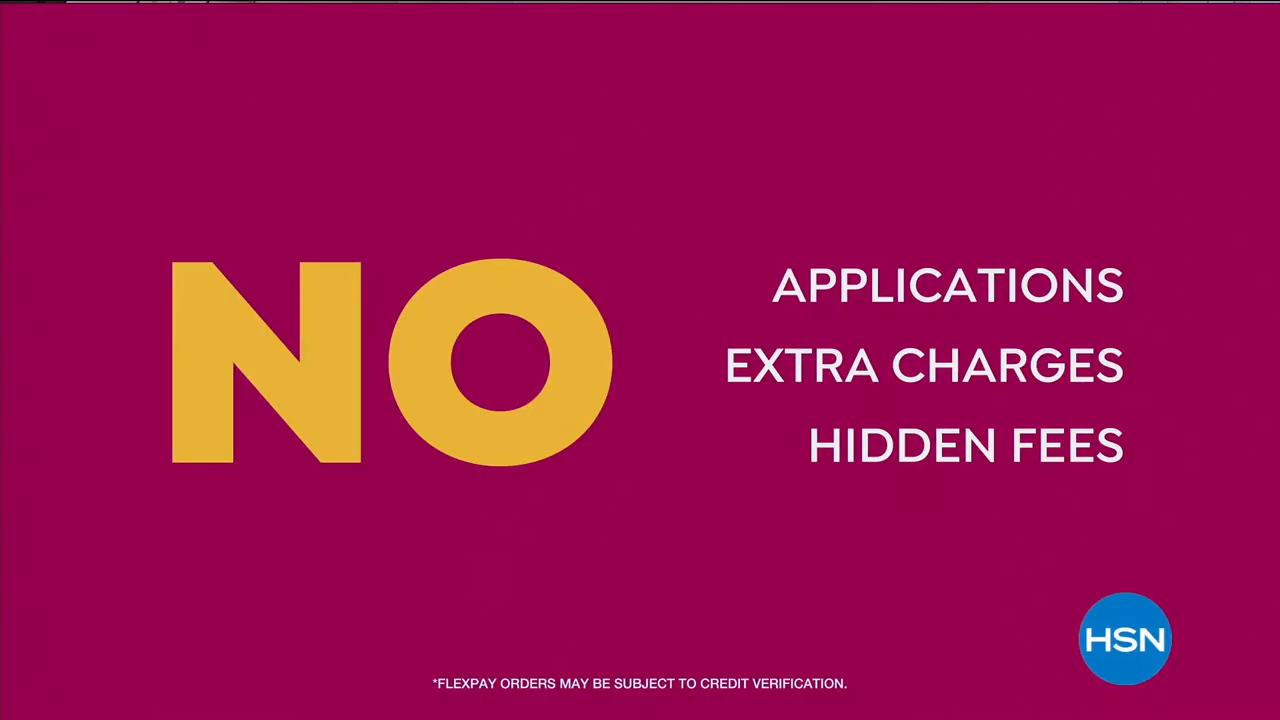 NO
APPLICATIONS
EXTRA CHARGES
HIDDEN FEES
HSN
*FLEXPAY ORDERS MAY BE SUBJECT TO CREDIT VERIFICATION.